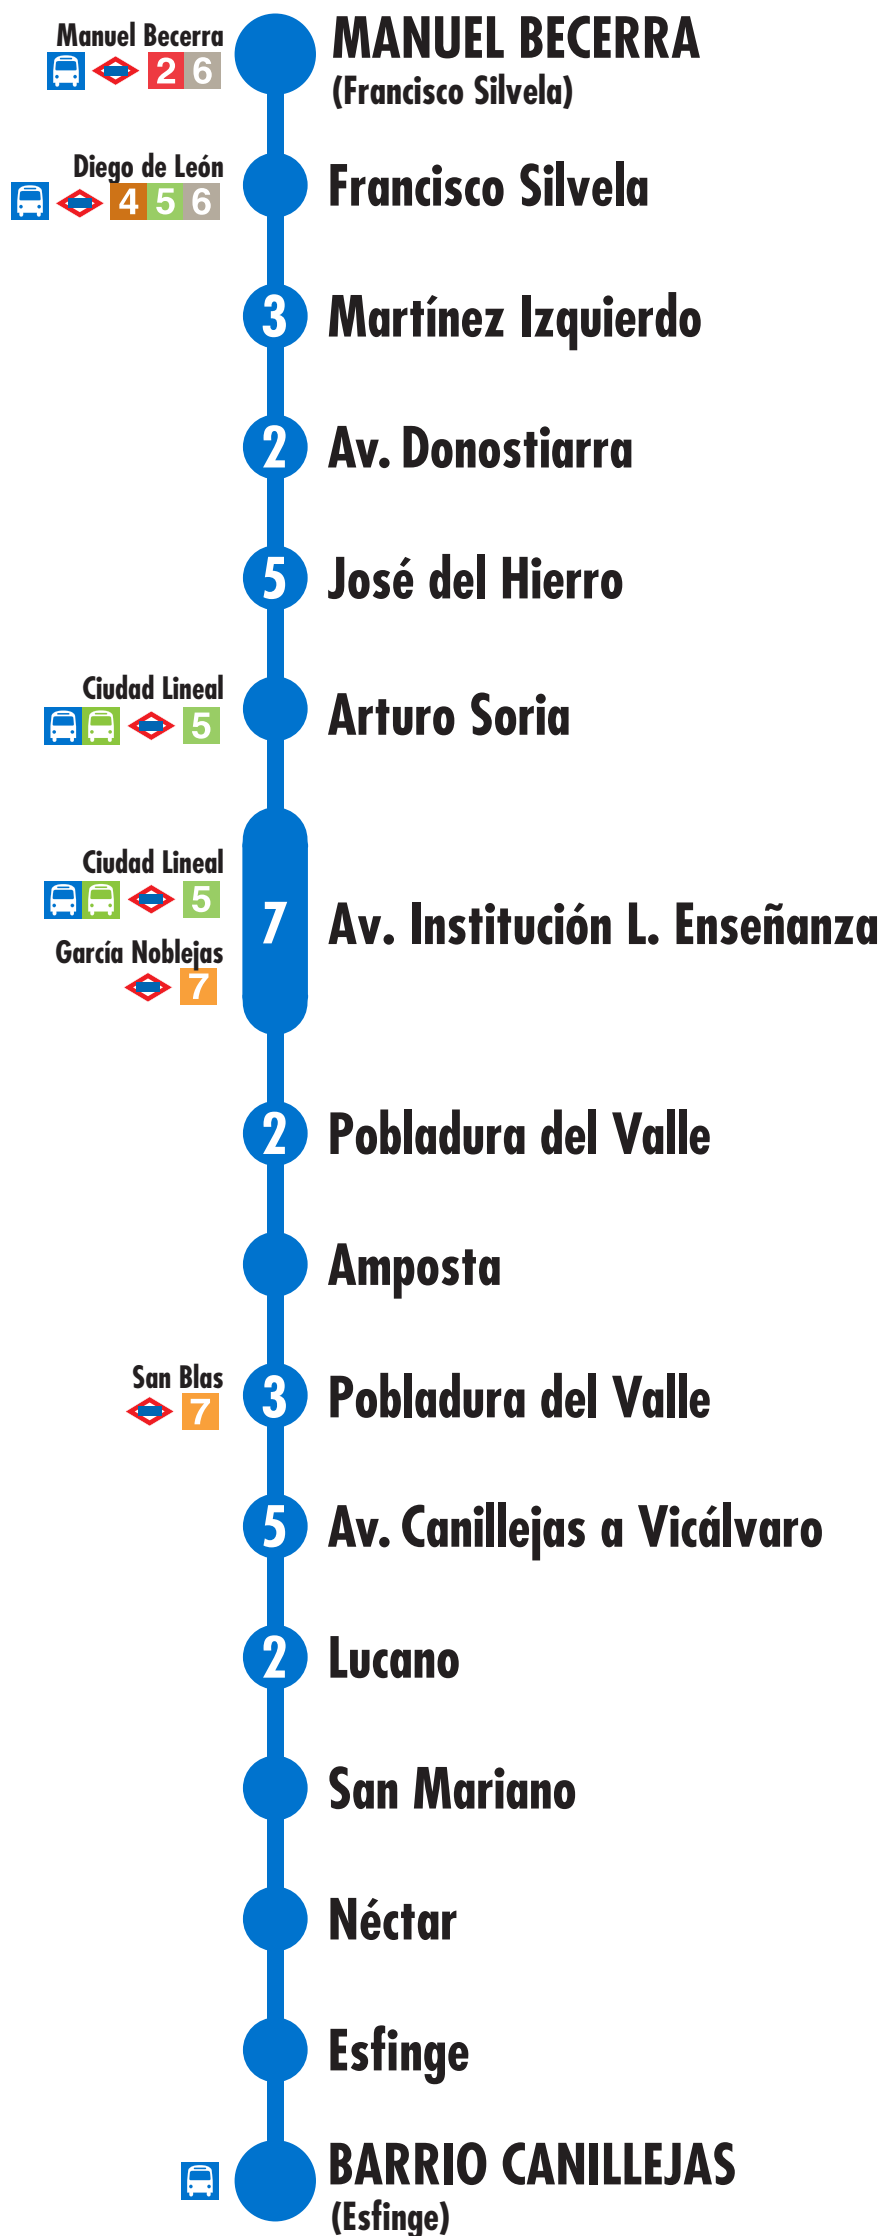 Manuel Becerra
2 6
MANUEL BECERRA
(Francisco Silvela)
Diego de León
4 5 6
Francisco Silvela
3 Martínez Izquierdo
2 Av. Donostiarra
5 José del Hierro
Ciudad Lineal
5
Arturo Soria
Ciudad Lineal
5
García Noblejas
7
7 Av. Institución L. Enseñanza
2 Pobladura del Valle
Amposta
San Blas
7
3 Pobladura del Valle
5 Av. Canillejas a Vicálvaro
2 Lucano
San Mariano
Néctar
Esfinge
BARRIO CANILLEJAS
(Esfinge)